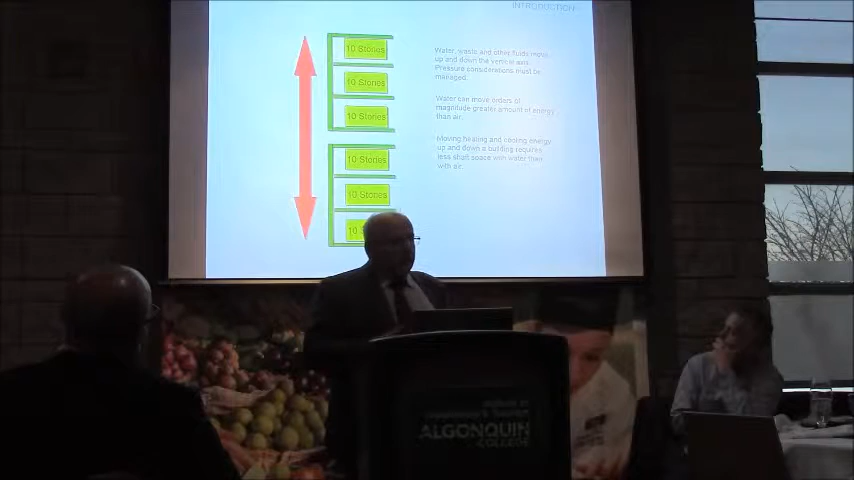 INTRODUCTION
10 Stories
10 Stories
10 Stories
10 Stories
10 Stories
10
Water, waste and other fluids move
up and down the vertical axis.
Pressure considerations must be
managed.
Water can move orders of
magnitude greater amount of energy
than air.
Moving heating and cooling energy
up and down a building requires
less shaft space with water than
with air.
ALGONQUIN
COLLEGE